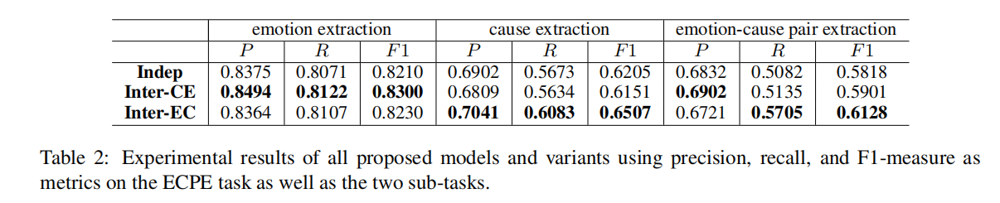 emotion extraction cause extraction emotion-cause pair extraction
P R F1 P R F1 P R F1
Indep 0.8375 0.8071 0.8210 0.6902 0.5673 0.6205 0.6832 0.5082 0.5818
Inter-CE 0.8494 0.8122 0.8300 0.6809 0.5634 0.6151 0.6902 0.5135 0.5901
Inter-EC 0.8364 0.8107 0.8230 0.7041 0.6083 0.6507 0.6721 0.5705 0.6128
Table 2: Experimental results of all proposed models and variants using precision, recall, and F1-measure as
metrics on the ECPE task as well as the two sub-tasks.